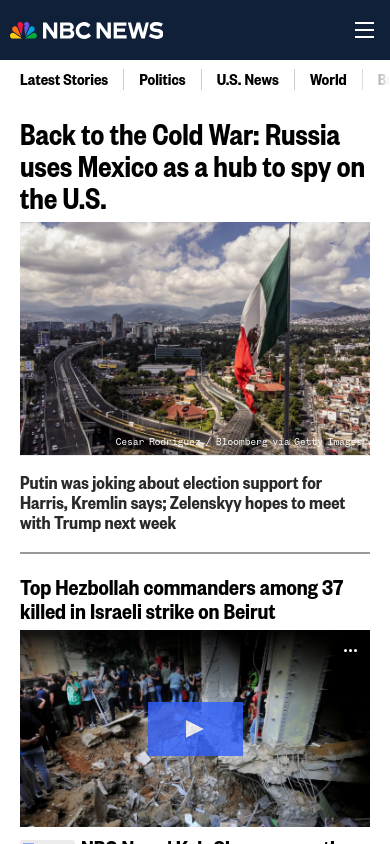 NBC NEWS
Latest Stories
Politics
U.S. News
World
Back to the Cold War: Russia
uses Mexico as a hub to spy on
the U.S.
Cesar Rodriguez / Bloomberg via Getty Images
Putin was joking about election support for
Harris, Kremlin says; Zelenskyy hopes to meet
with Trump next week
Top Hezbollah commanders among 37
killed in Israeli strike on Beirut